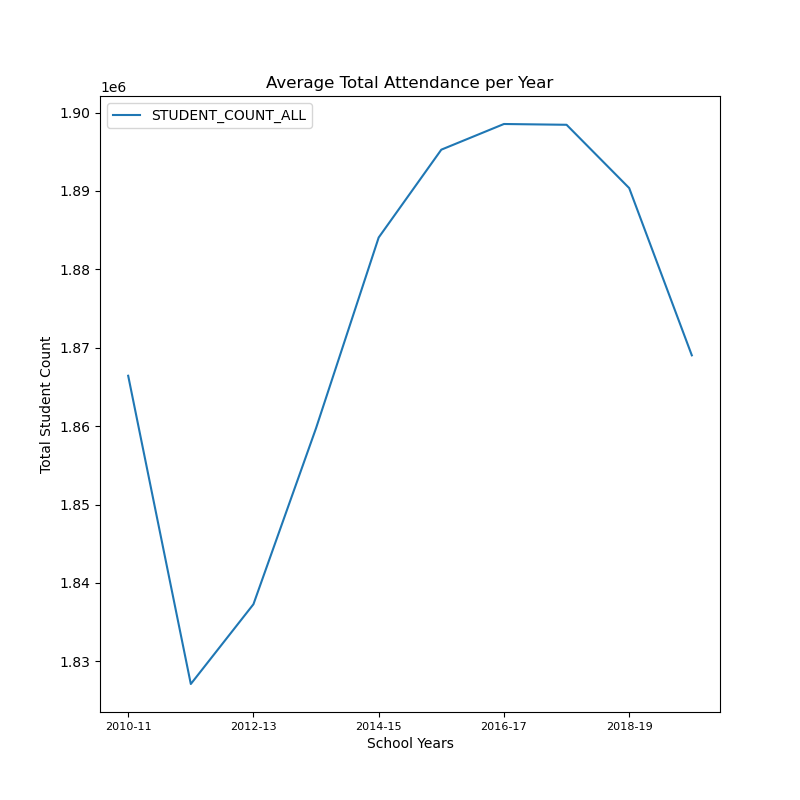 Average Total Attendance per Year
1e6
STUDENT_COUNT_ALL
1.90
1.89
1.88
1.87
1.86
1.85
1.84
1.83
Total Student Count
2010-11 2012-13 2014-15 2016-17 2018-19
School Years